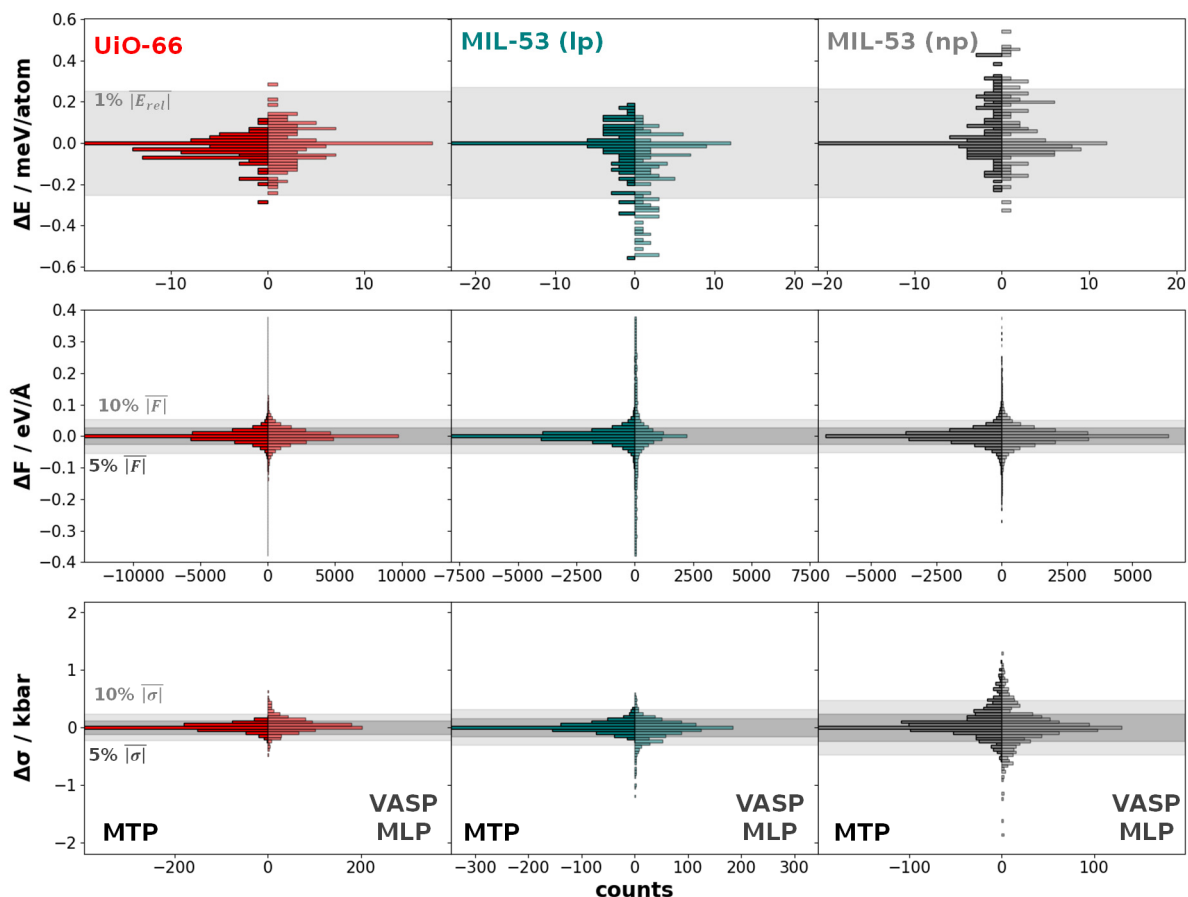 UiO-66
MIL-53 (lp)
MIL-53 (np)
ΔE / meV/atom
0.6
0.4
0.2
0.0
−0.2
−0.4
−0.6
1% |E_rel|
−10 0 10
−20 −10 0 10 20
−20 −10 0 10 20
ΔF / eV/Å
0.4
0.3
0.2
0.1
0.0
−0.1
−0.2
−0.3
−0.4
10% |F|
5% |F|
−10000 −5000 0 5000 10000
−7500 −5000 −2500 0 2500 5000 7500
−5000 −2500 0 2500 5000
Δσ / kbar
2
1
0
−1
−2
10% |σ|
5% |σ|
MTP
VASP
MLP
MTP
VASP
MLP
MTP
VASP
MLP
−200 0 200
−300 −200 −100 0 100 200 300
−100 0 100
counts